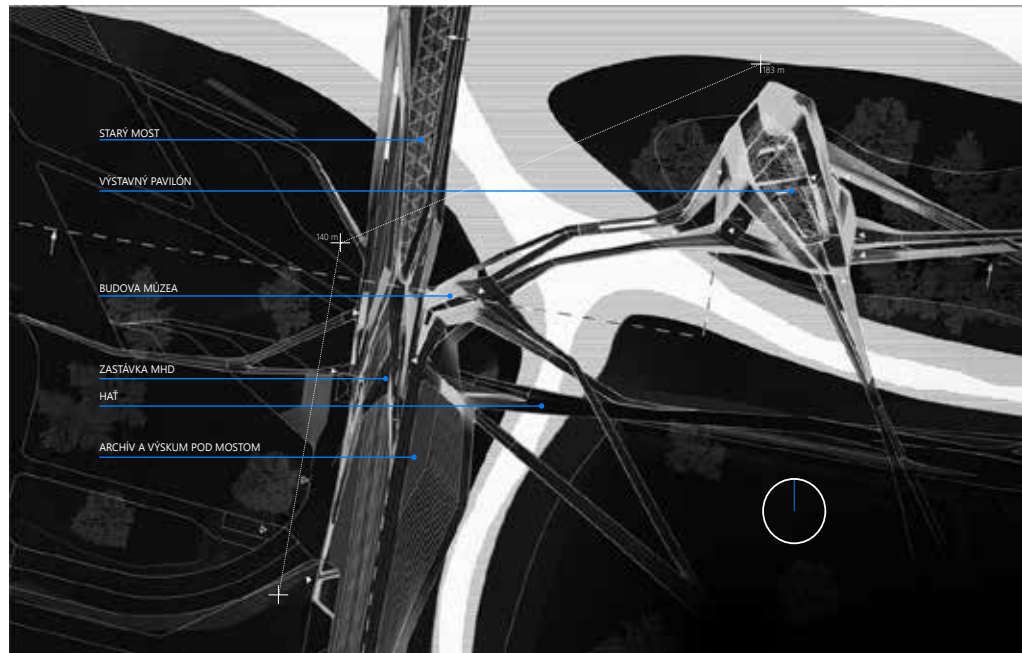 183 m
STARÝ MOST
VÝSTAVNÝ PAVILÓN
140 m
BUDOVA MÚZEA
ZASTÁVKA MHD
HAŤ
ARCHÍV A VÝSKUM POD MOSTOM